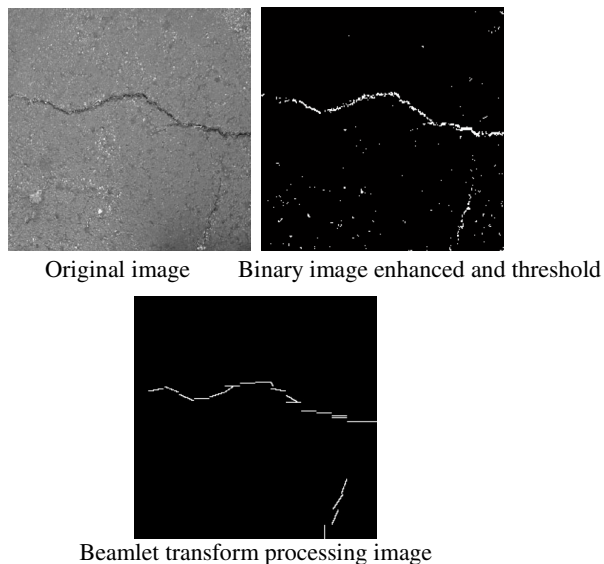 Original image
Binary image enhanced and threshold
Beamlet transform processing image